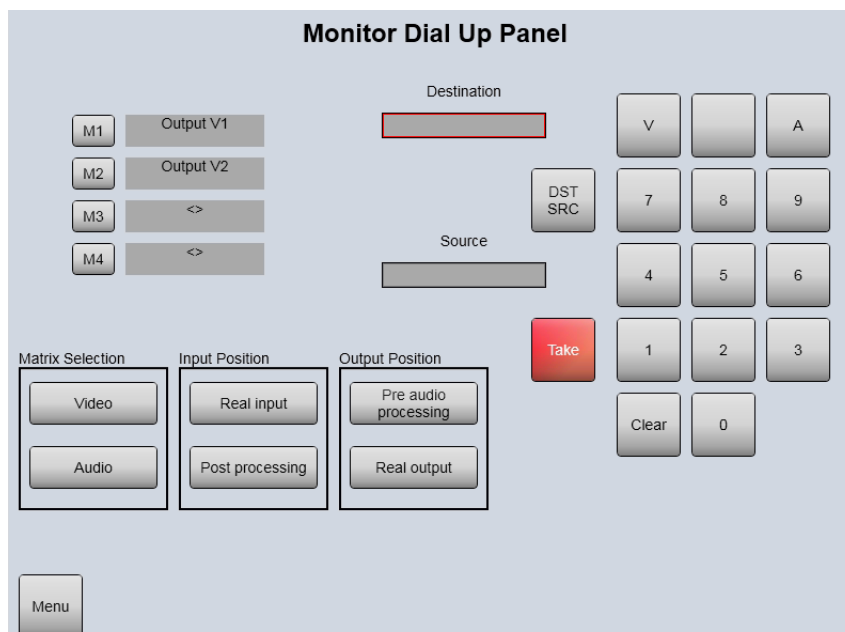 Monitor Dial Up Panel
M1
Output V1
M2
Output V2
M3
<>
M4
<>
Destination
Source
DST
SRC
Take
V
A
7
8
9
4
5
6
1
2
3
Clear
0
Matrix Selection
Video
Audio
Input Position
Real input
Post processing
Output Position
Pre audio
processing
Real output
Menu